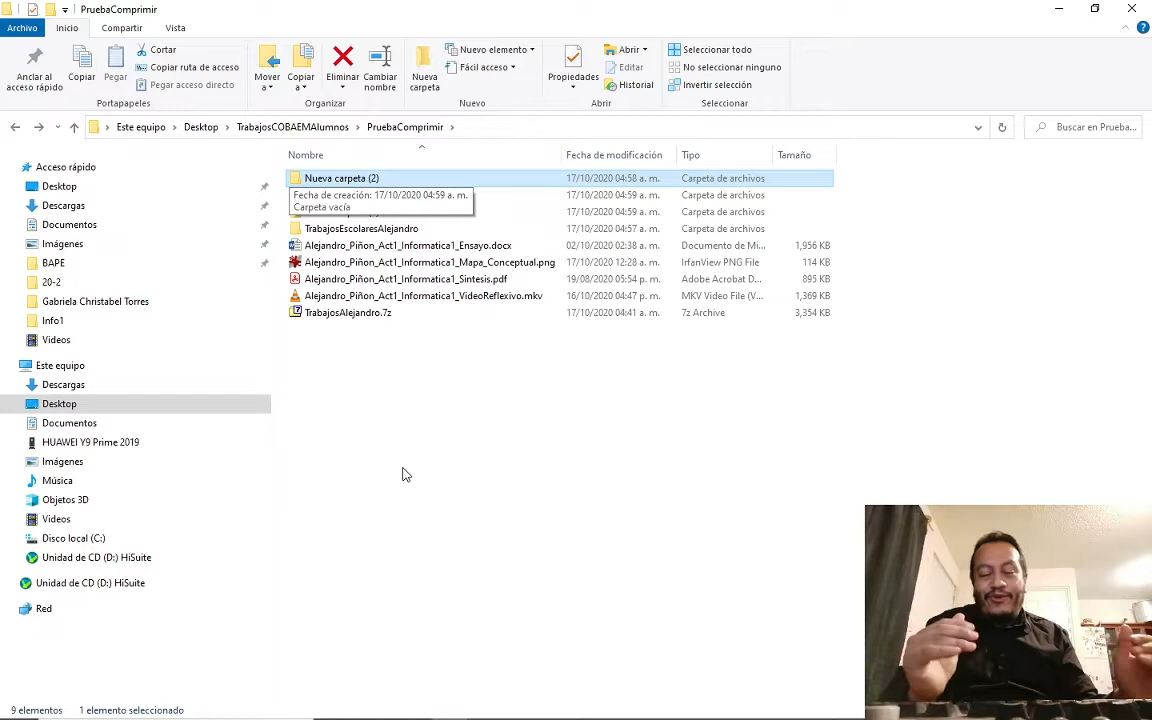 PruebaComprimir
Archivo Inicio Compartir Vista
Anclar al acceso rápido
Copiar
Pegar
Cortar
Copiar ruta de acceso
Pegar acceso directo
Portapapeles
Mover a
Copiar a
Eliminar
Cambiar nombre
Organizar
Nueva carpeta
Nuevo elemento
Fácil acceso
Nuevo
Propiedades
Abrir
Editar
Historial
Abrir
Seleccionar todo
No seleccionar ninguno
Invertir selección
Seleccionar
Este equipo Desktop TrabajosCOBAEMAlumnos PruebaComprimir
Buscar en Prueba...
Acceso rápido
Desktop
Descargas
Documentos
Imágenes
BAPE
20-2
Gabriela Christabel Torres
Info1
Videos
Este equipo
Descargas
Desktop
Documentos
HUAWEI Y9 Prime 2019
Imágenes
Música
Objetos 3D
Videos
Disco local (C:)
Unidad de CD (D:) HiSuite
Unidad de CD (D:) HiSuite
Red
Nombre Fecha de modificación Tipo Tamaño
Nueva carpeta (2) 17/10/2020 04:58 a. m. Carpeta de archivos
Fecha de creación: 17/10/2020 04:59 a. m.
Carpeta vacía
17/10/2020 04:59 a. m. Carpeta de archivos
17/10/2020 04:59 a. m. Carpeta de archivos
TrabajosEscolaresAlejandro 17/10/2020 04:57 a. m. Carpeta de archivos
Alejandro_Piñon_Act1_Informatica1_Ensayo.docx 02/10/2020 02:38 a. m. Documento de Mi... 1,956 KB
Alejandro_Piñon_Act1_Informatica1_Mapa_Conceptual.png 17/10/2020 12:28 a. m. IrfanView PNG File 114 KB
Alejandro_Piñon_Act1_Informatica1_Sintesis.pdf 19/08/2020 05:54 p. m. Adobe Acrobat D... 895 KB
Alejandro_Piñon_Act1_Informatica1_VideoReflexivo.mkv 16/10/2020 04:47 p. m. MKV Video File (V... 1,369 KB
TrabajosAlejandro.7z 17/10/2020 04:41 a. m. 7z Archive 3,354 KB
9 elementos 1 elemento seleccionado